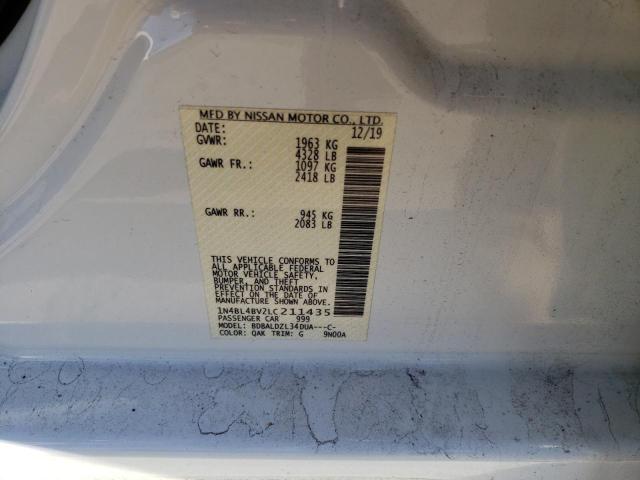 MFD BY NISSAN MOTOR CO., LTD.
DATE: 12/19
GVWR: 1963 KG
4328 LB
GAWR FR.: 1097 KG
2418 LB
GAWR RR.: 945 KG
2083 LB
THIS VEHICLE CONFORMS TO
ALL APPLICABLE FEDERAL
MOTOR VEHICLE SAFETY,
BUMPER, AND THEFT
PREVENTION STANDARDS IN
EFFECT ON THE DATE OF
MANUFACTURE SHOWN ABOVE.
1N4BL4BV2LC211435
PASSENGER CAR 999
MODEL: BDBALDZL34DUA---C-
COLOR: QAK TRIM: G 9N00A